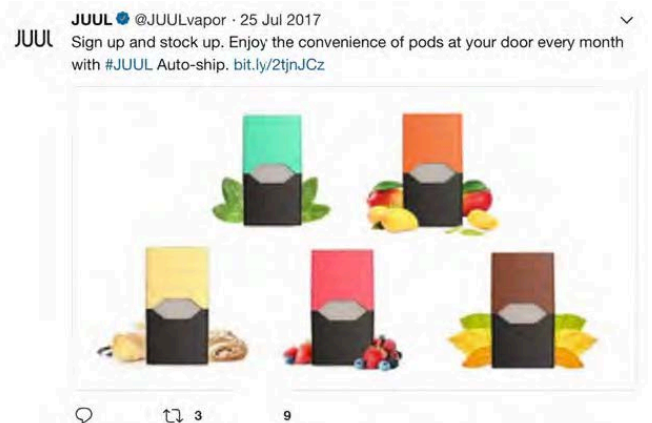 JUUL @JUULvapor · 25 Jul 2017
JUUL Sign up and stock up. Enjoy the convenience of pods at your door every month
with #JUUL Auto-ship. bit.ly/2tjnJCz
3 9